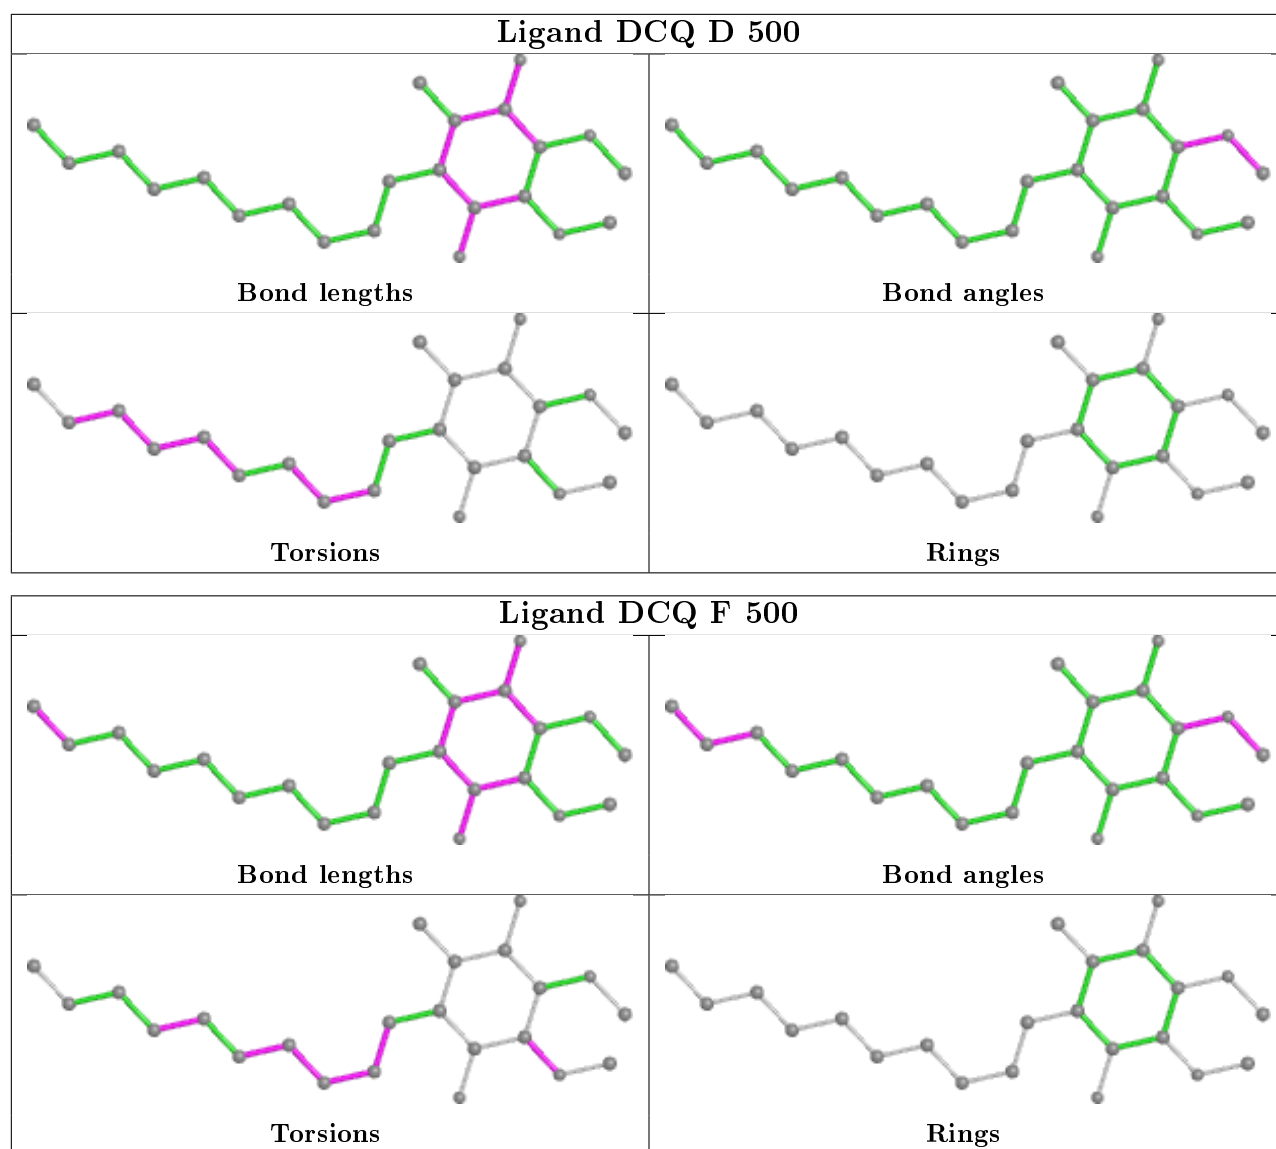 Ligand DCQ D 500
Bond lengths
Bond angles
Torsions
Rings
Ligand DCQ F 500
Bond lengths
Bond angles
Torsions
Rings